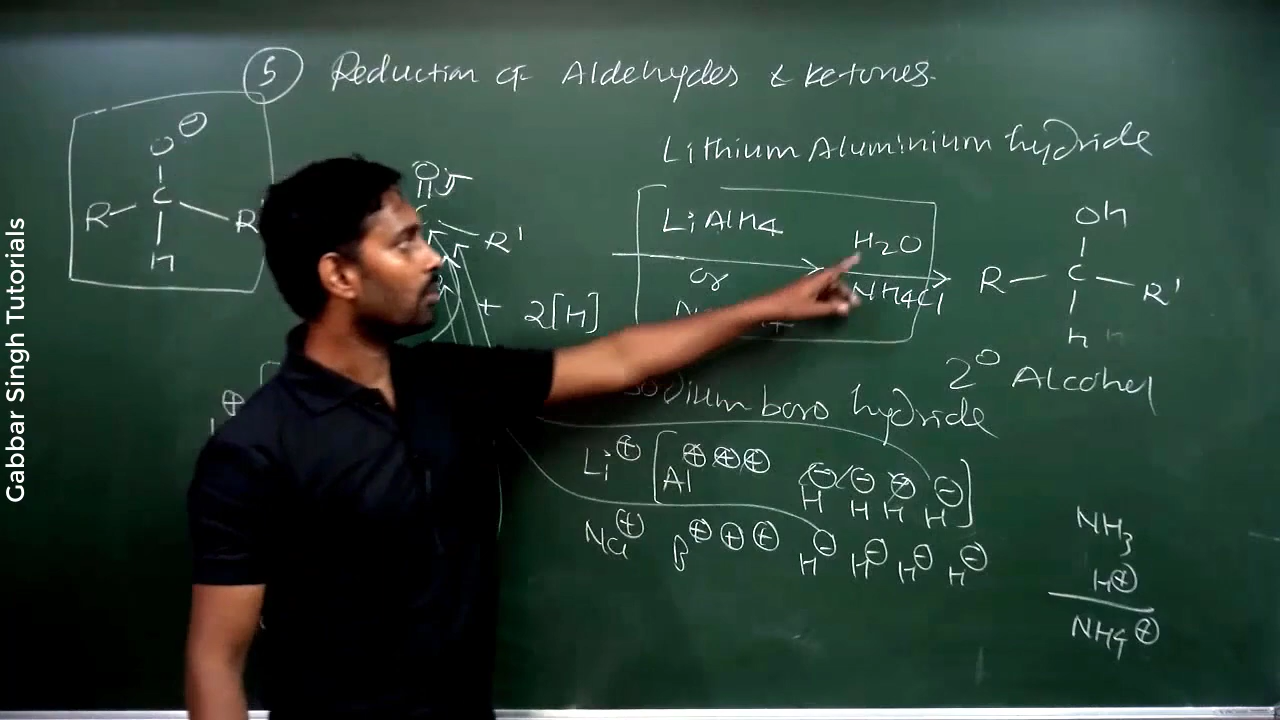 Gabbar Singh Tutorials
5 Reduction of Aldehydes & ketones
Lithium Aluminium hydride
O⊖
R-C-R
H
O
R'
+ 2[H]
LiAlH4
or
H2O
NH4Cl
OH
R-C-R'
H
2° Alcohel
Sodium boro hydride
Li⊕ [Al⊕⊕⊕ H⊖ H⊖ H⊖ H⊖]
Na⊕ B⊕⊕⊕ H⊖ H⊖ H⊖ H⊖
NH3
H⊕
NH4⊕